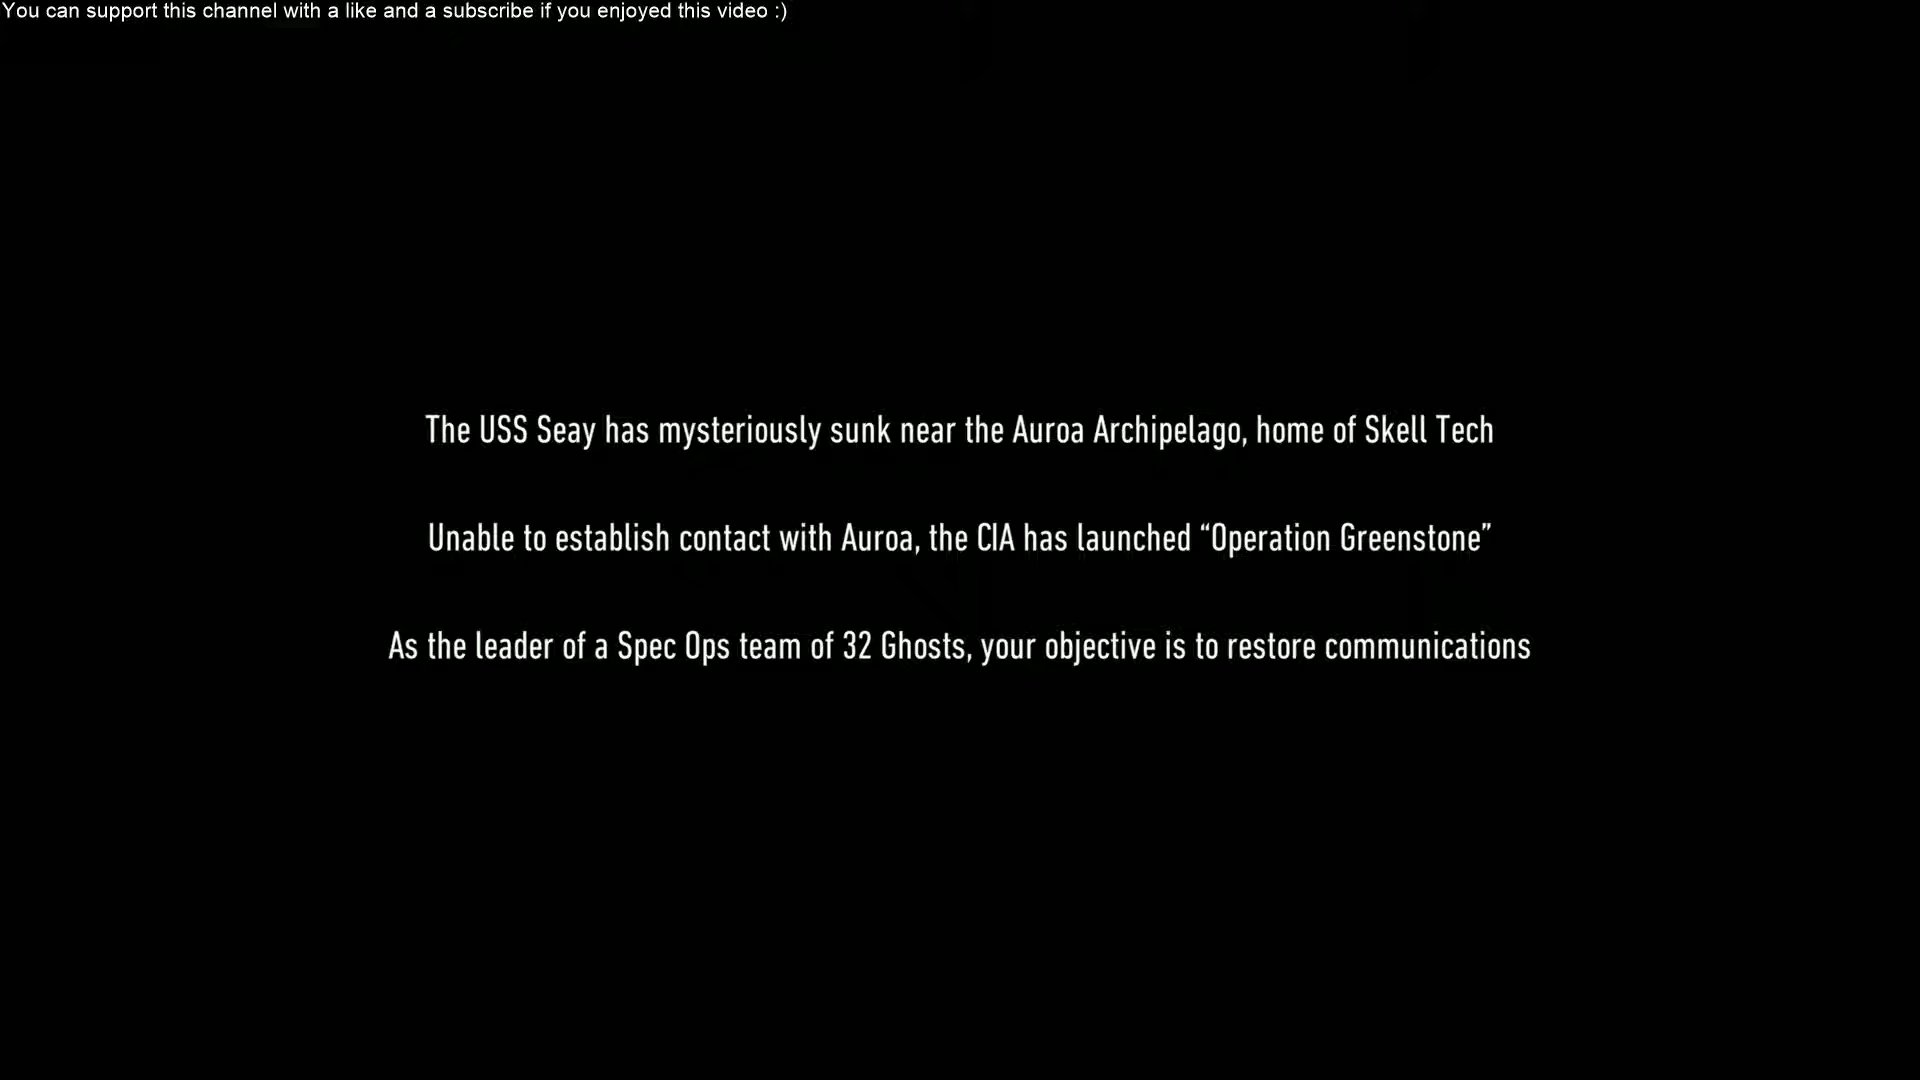 You can support this channel with a like and a subscribe if you enjoyed this video :)
The USS Seay has mysteriously sunk near the Auroa Archipelago, home of Skell Tech
Unable to establish contact with Auroa, the CIA has launched “Operation Greenstone”
As the leader of a Spec Ops team of 32 Ghosts, your objective is to restore communications